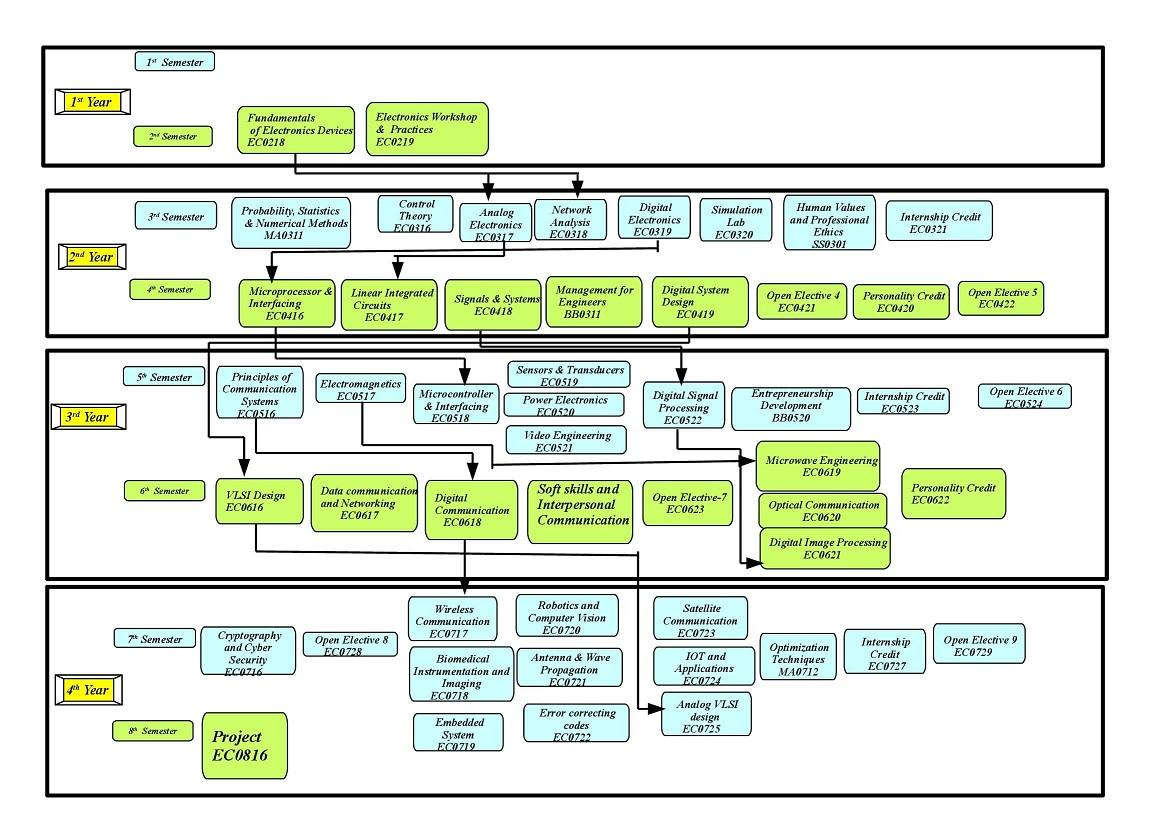 1st Semester
1st Year
2nd Semester
Fundamentals
of Electronics Devices
EC0218
Electronics Workshop
& Practices
EC0219
3rd Semester
Probability, Statistics
& Numerical Methods
MA0311
Control
Theory
EC0316
Analog
Electronics
EC0317
Network
Analysis
EC0318
Digital
Electronics
EC0319
Simulation
Lab
EC0320
Human Values
and Professional
Ethics
SS0301
Internship Credit
EC0321
2nd Year
4th Semester
Microprocessor &
Interfacing
EC0416
Linear Integrated
Circuits
EC0417
Signals & Systems
EC0418
Management for
Engineers
BB0311
Digital System
Design
EC0419
Open Elective 4
EC0421
Personality Credit
EC0420
Open Elective 5
EC0422
5th Semester
Principles of
Communication
Systems
EC0516
Electromagnetics
EC0517
Microcontroller
& Interfacing
EC0518
Sensors & Transducers
EC0519
Power Electronics
EC0520
Video Engineering
EC0521
Digital Signal
Processing
EC0522
Entrepreneurship
Development
BB0520
Internship Credit
EC0523
Open Elective 6
EC0524
3rd Year
6th Semester
VLSI Design
EC0616
Data communication
and Networking
EC0617
Digital
Communication
EC0618
Soft skills and
Interpersonal
Communication
Open Elective-7
EC0623
Microwave Engineering
EC0619
Optical Communication
EC0620
Digital Image Processing
EC0621
Personality Credit
EC0622
7th Semester
Cryptography
and Cyber
Security
EC0716
Open Elective 8
EC0728
Wireless
Communication
EC0717
Biomedical
Instrumentation and
Imaging
EC0718
Embedded
System
EC0719
Robotics and
Computer Vision
EC0720
Antenna & Wave
Propagation
EC0721
Error correcting
codes
EC0722
Satellite
Communication
EC0723
IOT and
Applications
EC0724
Analog VLSI
design
EC0725
Optimization
Techniques
MA0712
Internship
Credit
EC0727
Open Elective 9
EC0729
4th Year
8th Semester
Project
EC0816